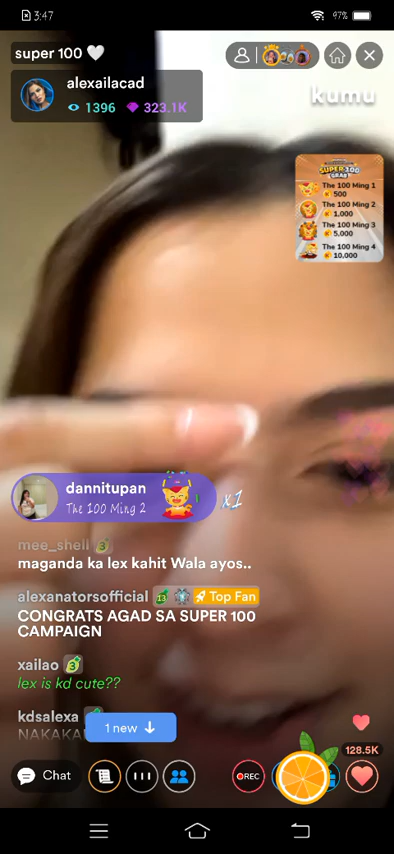 3:47
97%
super 100 🤍
alexailacad
1396 323.1K
kumu
SUPER 100
GRAB
The 100 Ming 1
500
The 100 Ming 2
1,000
The 100 Ming 3
5,000
The 100 Ming 4
10,000
dannitupan
The 100 Ming 2
x1
mee_shell 3
maganda ka lex kahit Wala ayos..
alexanatorsofficial 13 Top Fan
CONGRATS AGAD SA SUPER 100
CAMPAIGN
xailao 3
lex is kd cute??
kdsalexa
1 new
128.5K
Chat
REC